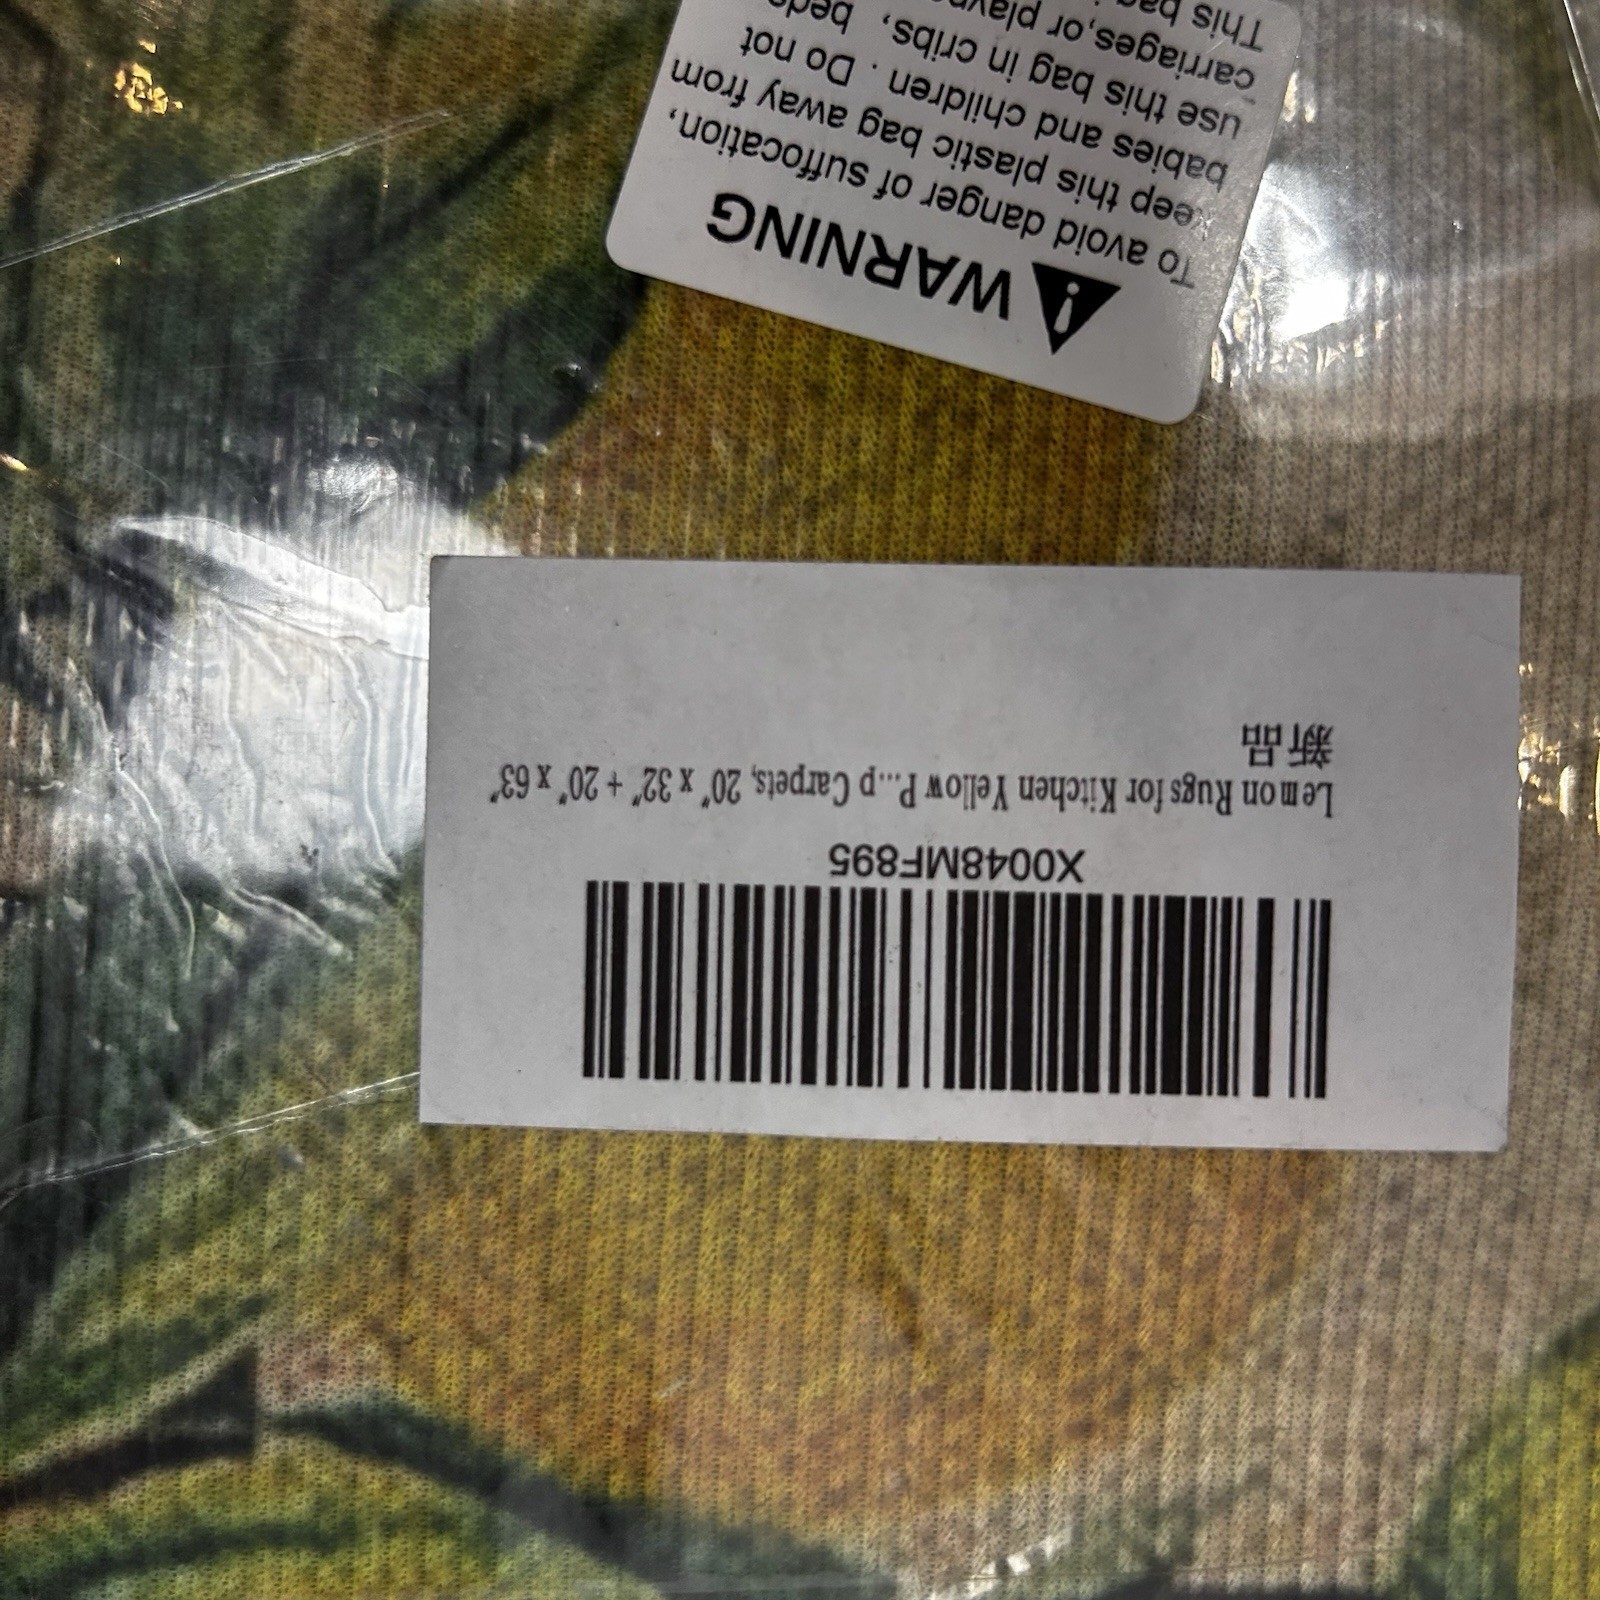 X0048MF895
Lemon Rugs for Kitchen Yellow P...p Carpets, 20" x 32" + 20" x 63"
新品
WARNING
To avoid danger of suffocation,
keep this plastic bag away from
babies and children . Do not
use this bag in cribs, beds
carriages,or
This bag